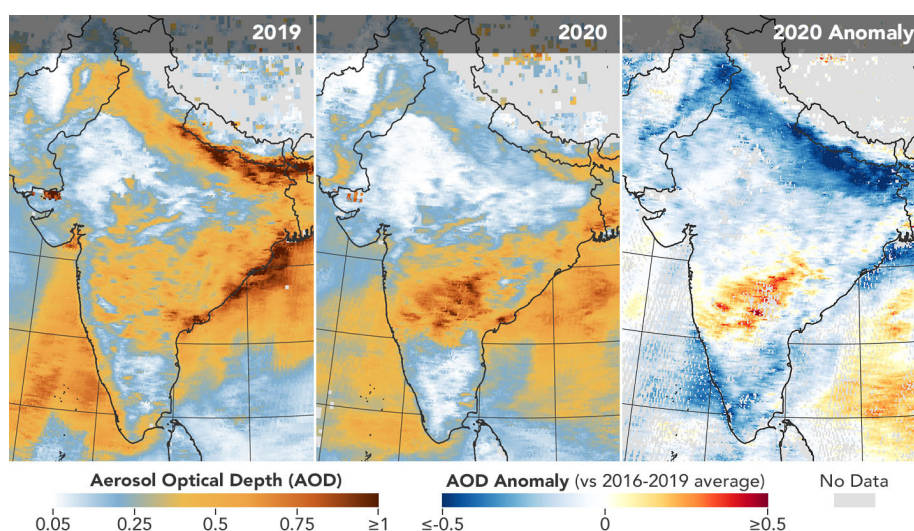 2019
2020
2020 Anomaly
Aerosol Optical Depth (AOD)
0.05 0.25 0.5 0.75 ≥1
AOD Anomaly (vs 2016-2019 average)
≤-0.5 0 ≥0.5
No Data